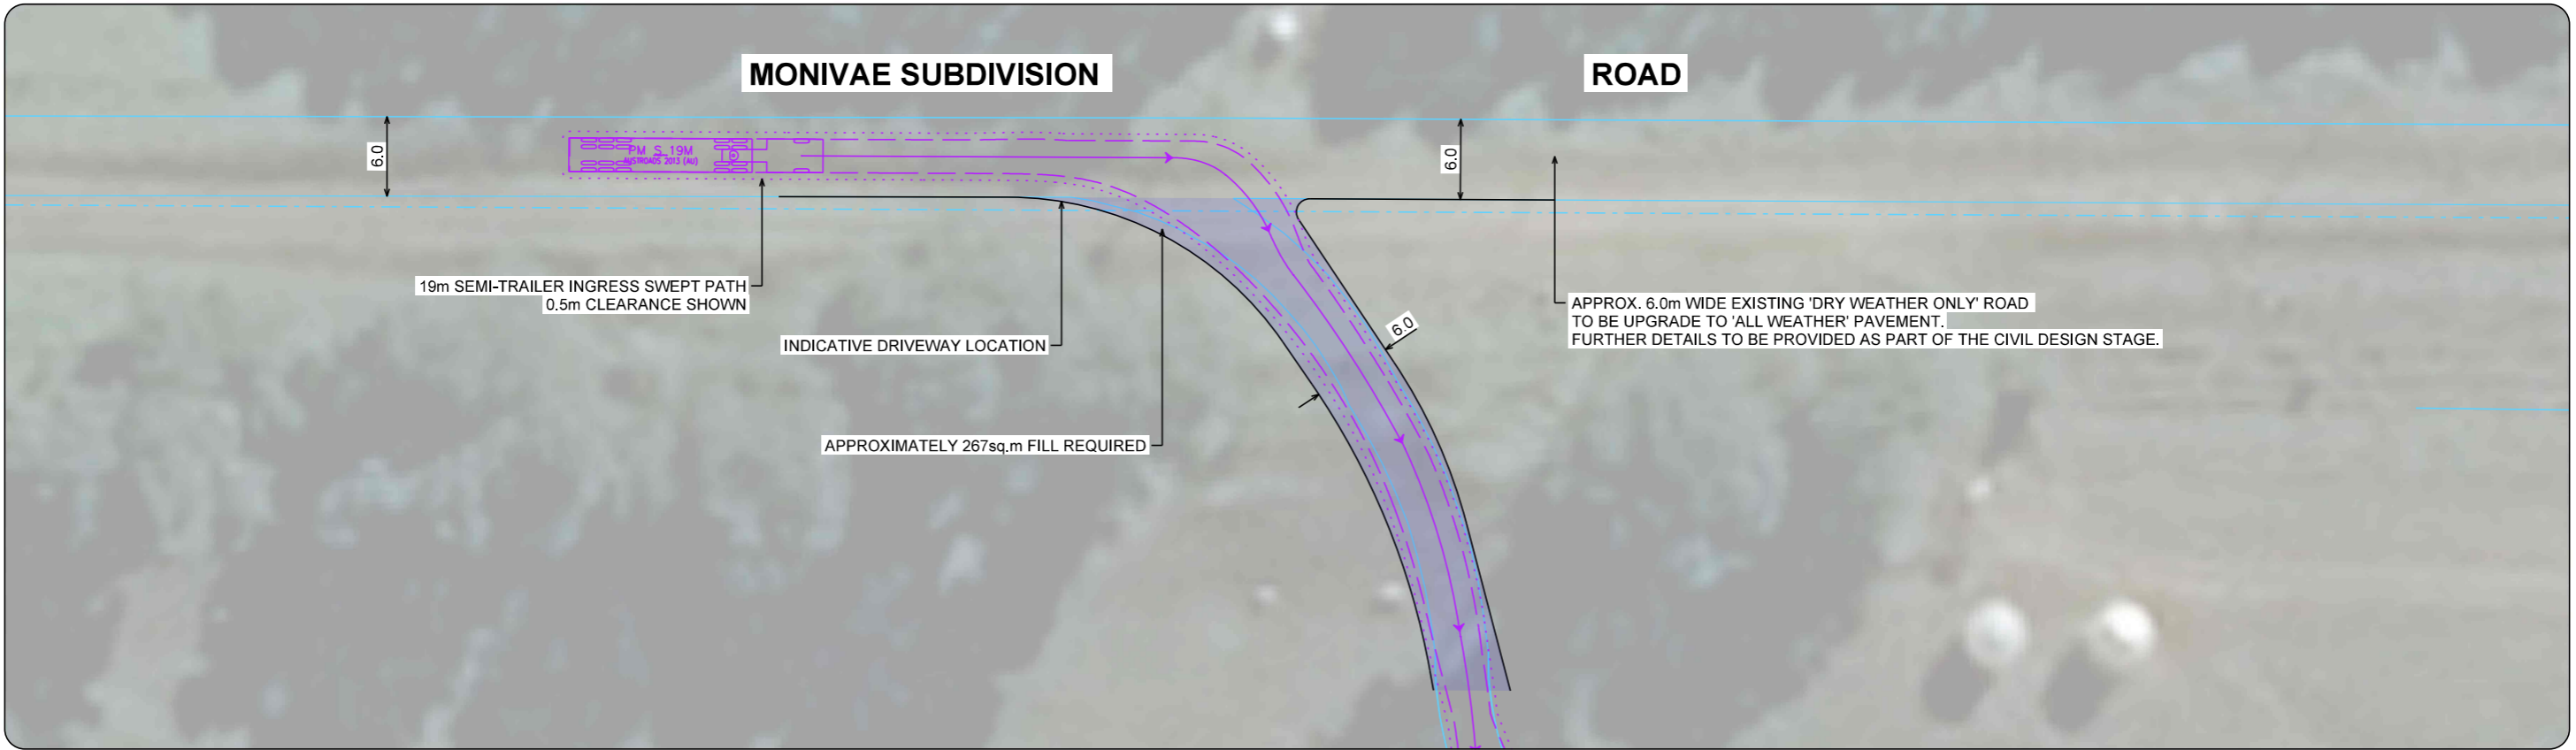 MONIVAE SUBDIVISION ROAD
6.0
PM_S_19M
AUSTROADS 2013 (AU)
6.0
19m SEMI-TRAILER INGRESS SWEPT PATH
0.5m CLEARANCE SHOWN
APPROX. 6.0m WIDE EXISTING 'DRY WEATHER ONLY' ROAD
TO BE UPGRADE TO 'ALL WEATHER' PAVEMENT.
FURTHER DETAILS TO BE PROVIDED AS PART OF THE CIVIL DESIGN STAGE.
INDICATIVE DRIVEWAY LOCATION
6.0
APPROXIMATELY 267sq.m FILL REQUIRED